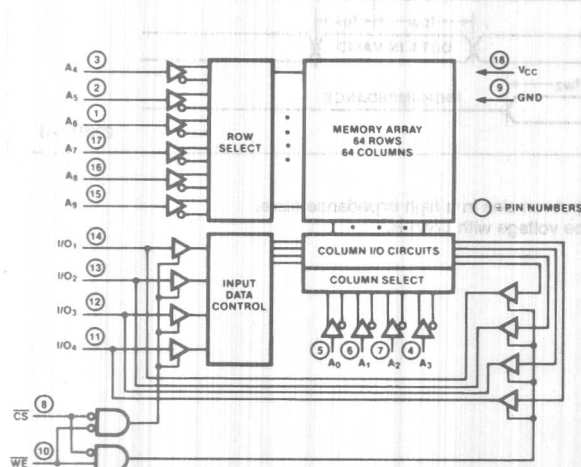 A4 3
A5 2
A6 1
A7 17
A8 16
A9 15
ROW
SELECT
MEMORY ARRAY
64 ROWS
64 COLUMNS
18 VCC
9 GND
= PIN NUMBERS
I/O1 14
I/O2 13
I/O3 12
I/O4 11
INPUT
DATA
CONTROL
COLUMN I/O CIRCUITS
COLUMN SELECT
5 6 7 4
A0 A1 A2 A3
CS 8
WE 10